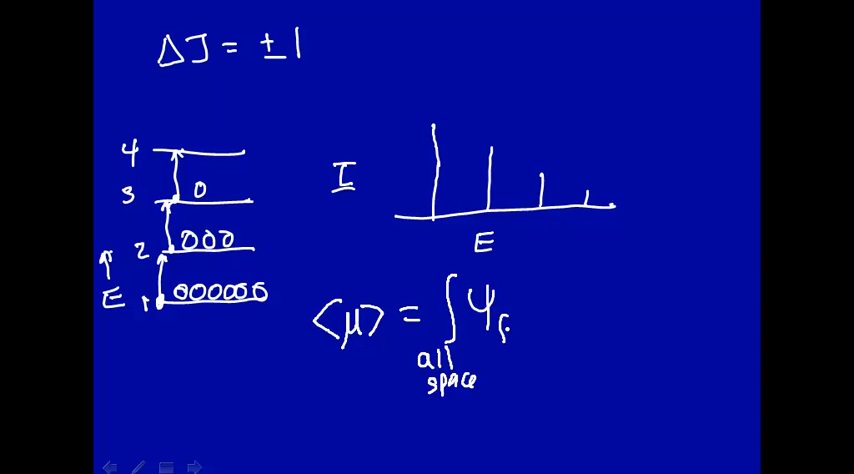 ΔJ = ±1
4
3 0
2 000
E 1 000000
I
E
<μ> = ∫ ψf
all
space